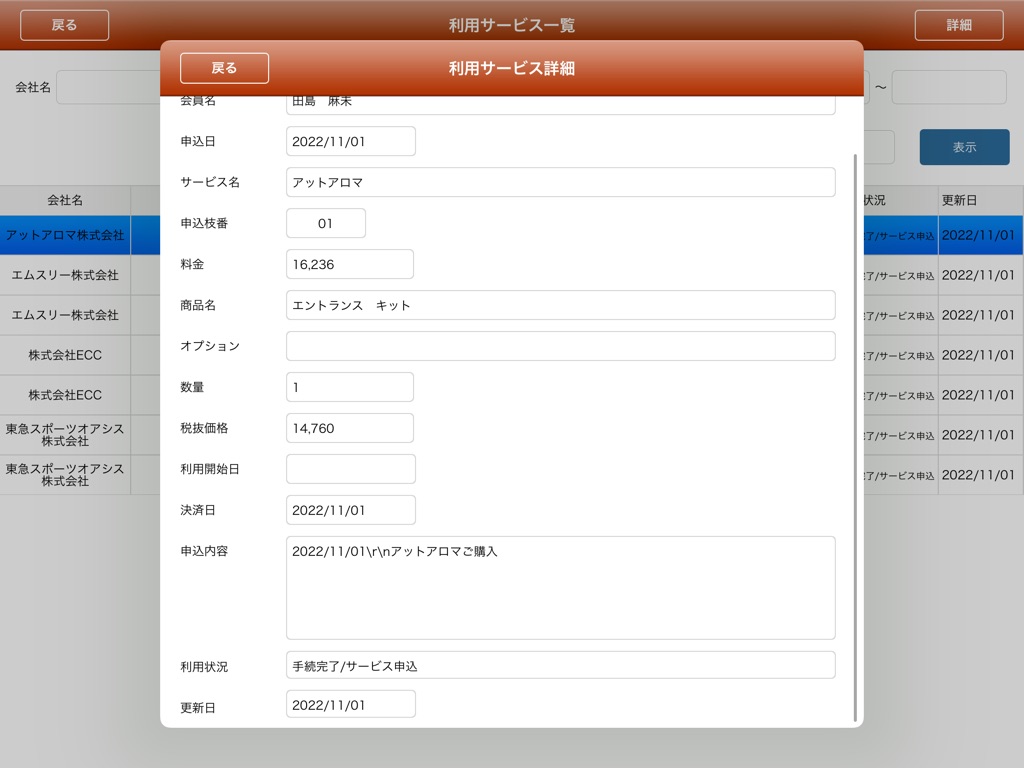 戻る
利用サービス一覧
詳細
会社名
～
表示
会社名
状況
更新日
アットアロマ株式会社
完了/サービス申込
2022/11/01
エムスリー株式会社
了/サービス申込
2022/11/01
エムスリー株式会社
了/サービス申込
2022/11/01
株式会社ECC
了/サービス申込
2022/11/01
株式会社ECC
了/サービス申込
2022/11/01
東急スポーツオアシス
株式会社
了/サービス申込
2022/11/01
東急スポーツオアシス
株式会社
了/サービス申込
2022/11/01
戻る
利用サービス詳細
会員名
田島　麻未
申込日
2022/11/01
サービス名
アットアロマ
申込枝番
01
料金
16,236
商品名
エントランス　キット
オプション
数量
1
税抜価格
14,760
利用開始日
決済日
2022/11/01
申込内容
2022/11/01\r\nアットアロマご購入
利用状況
手続完了/サービス申込
更新日
2022/11/01